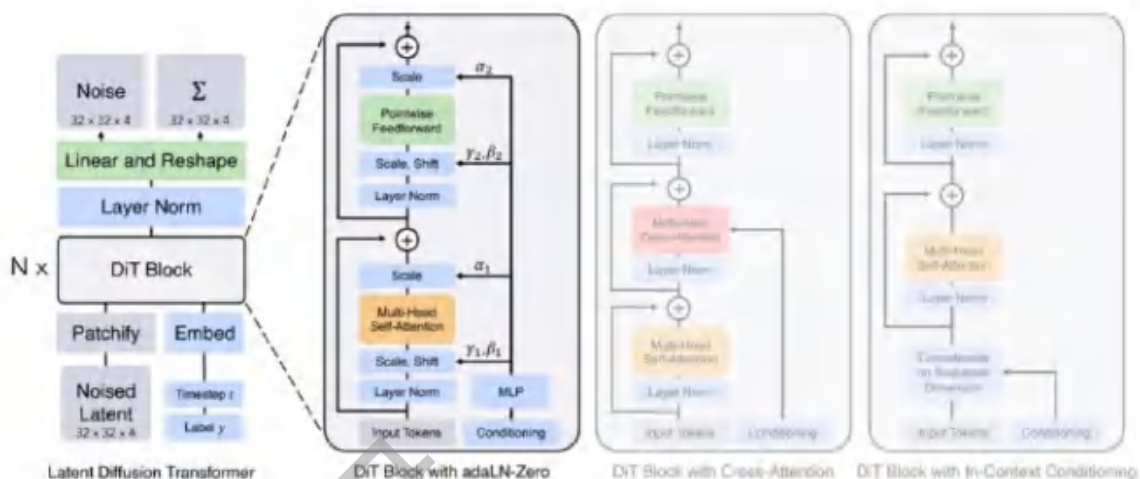 Noise
32 × 32 × 4
Σ
32 × 32 × 4
Linear and Reshape
Layer Norm
N ×
DiT Block
Patchify
Embed
Noised
Latent
32 × 32 × 4
Timestep t
Label y
Latent Diffusion Transformer
+
Scale
α₂
Pointwise
Feedforward
Scale, Shift
γ₂,β₂
Layer Norm
+
Scale
α₁
Multi-Head
Self-Attention
Scale, Shift
γ₁,β₁
Layer Norm
MLP
Input Tokens
Conditioning
DiT Block with adaLN-Zero
+
Pointwise
Feedforward
Layer Norm
+
Multi-Head
Cross-Attention
Layer Norm
+
Multi-Head
Self-Attention
Layer Norm
Input Tokens
Conditioning
DiT Block with Cross-Attention
+
Pointwise
Feedforward
Layer Norm
+
Multi-Head
Self-Attention
Layer Norm
Concatenate
on Sequence
Dimension
Input Tokens
Conditioning
DiT Block with In-Context Conditioning